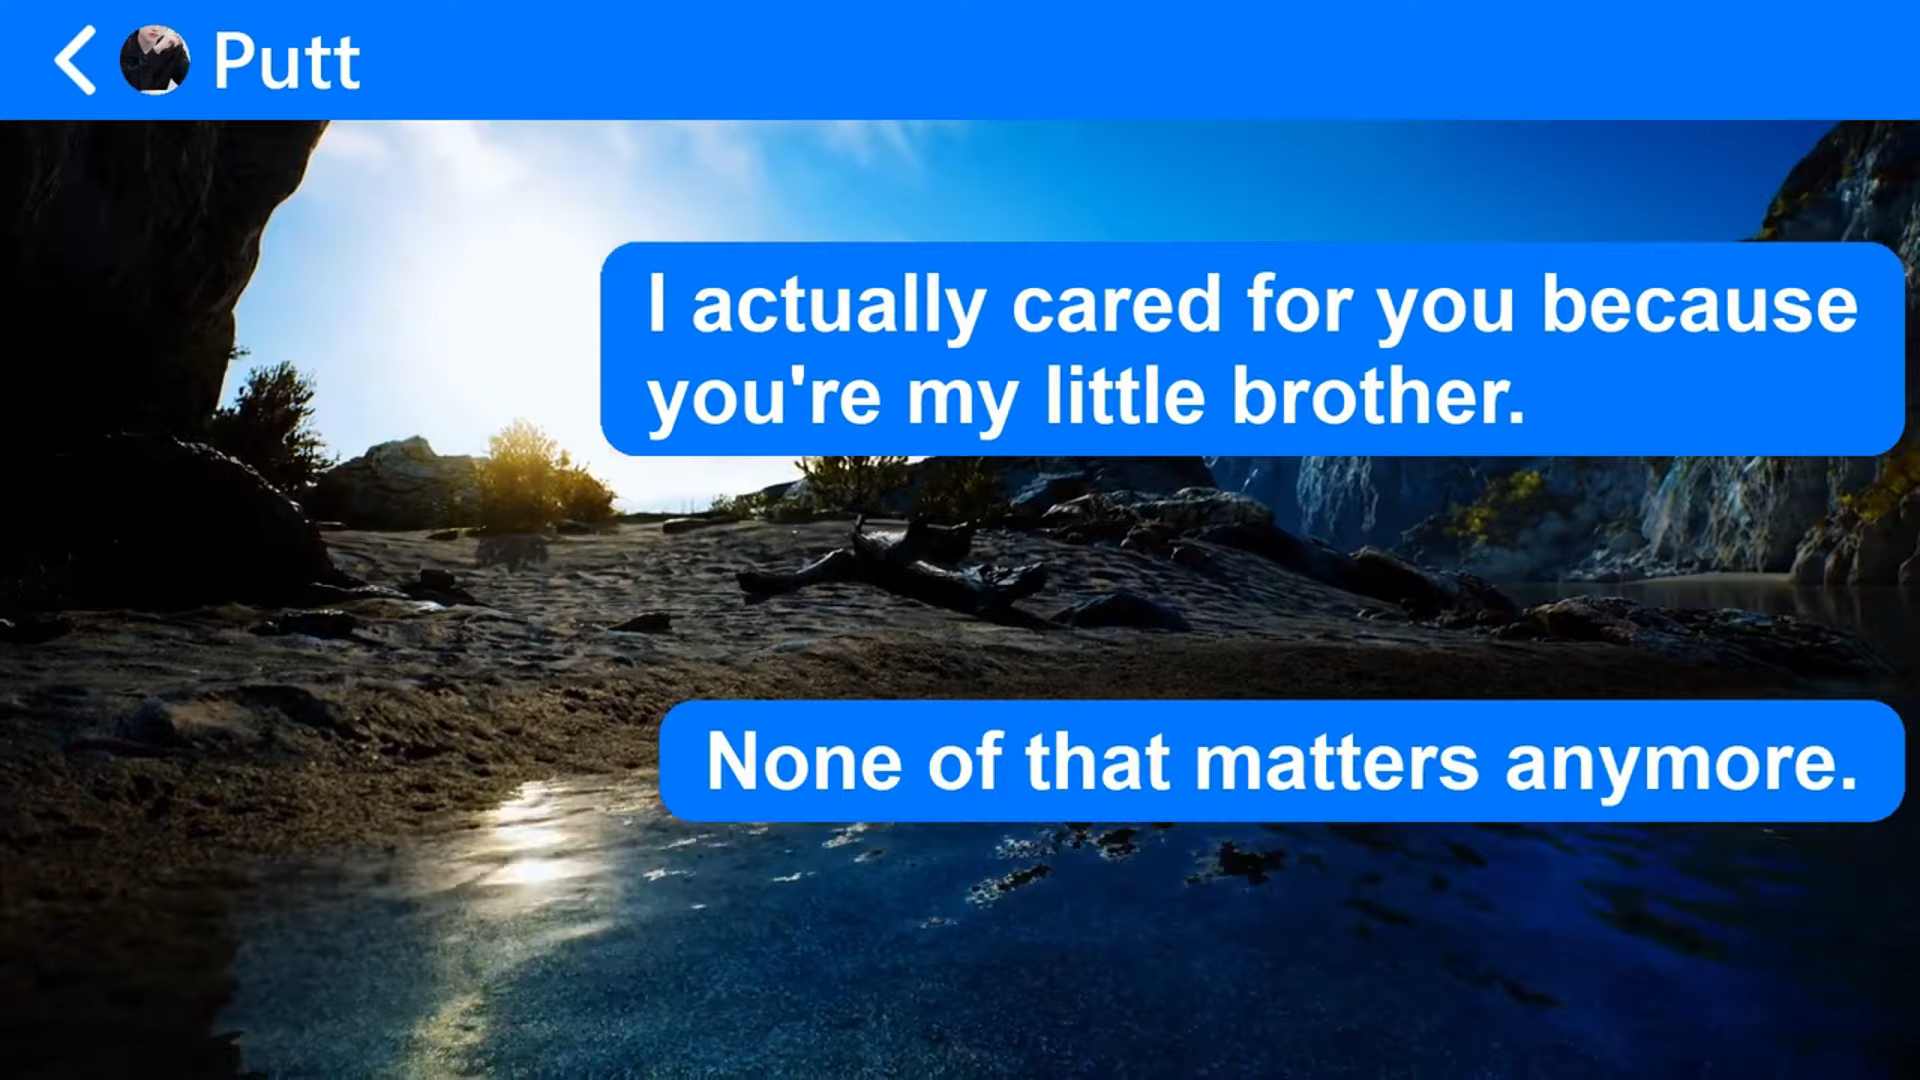 Putt
I actually cared for you because
you're my little brother.
None of that matters anymore.